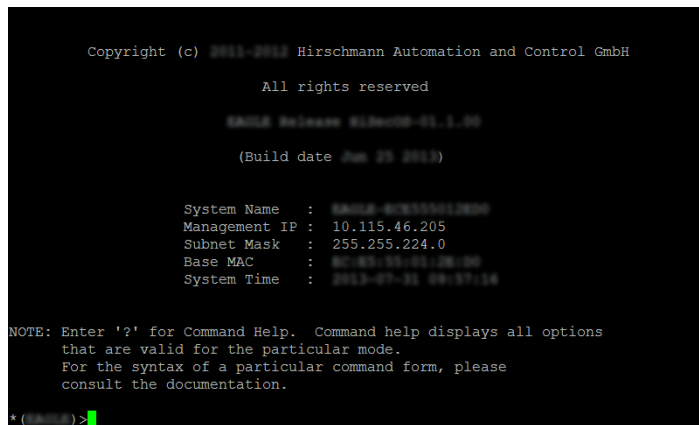 Copyright (c) Hirschmann Automation and Control GmbH
All rights reserved
(Build date )
System Name :
Management IP : 10.115.46.205
Subnet Mask : 255.255.224.0
Base MAC :
System Time :
NOTE: Enter '?' for Command Help. Command help displays all options
that are valid for the particular mode.
For the syntax of a particular command form, please
consult the documentation.
*( )>